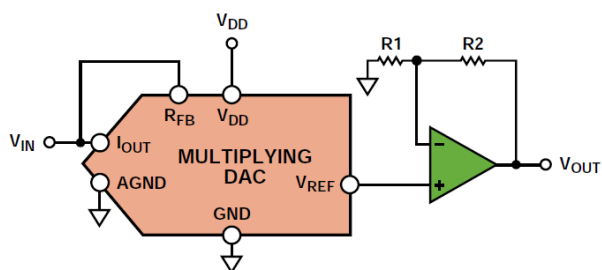 VDD
R1 R2
RFB VDD
VIN
IOUT
MULTIPLYING
DAC
AGND
VREF
GND
−
+
VOUT